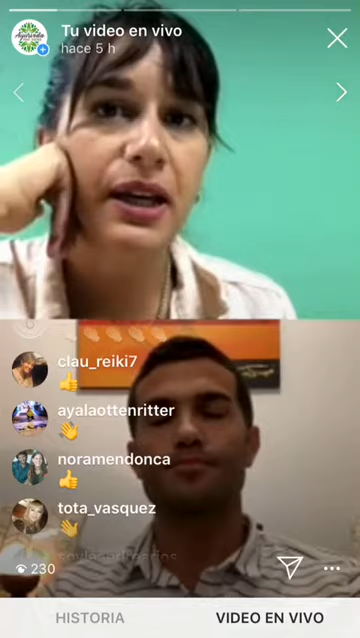 Tu video en vivo
hace 5 h
clau_reiki7
ayalaottenritter
noramendonca
tota_vasquez
230
HISTORIA
VIDEO EN VIVO